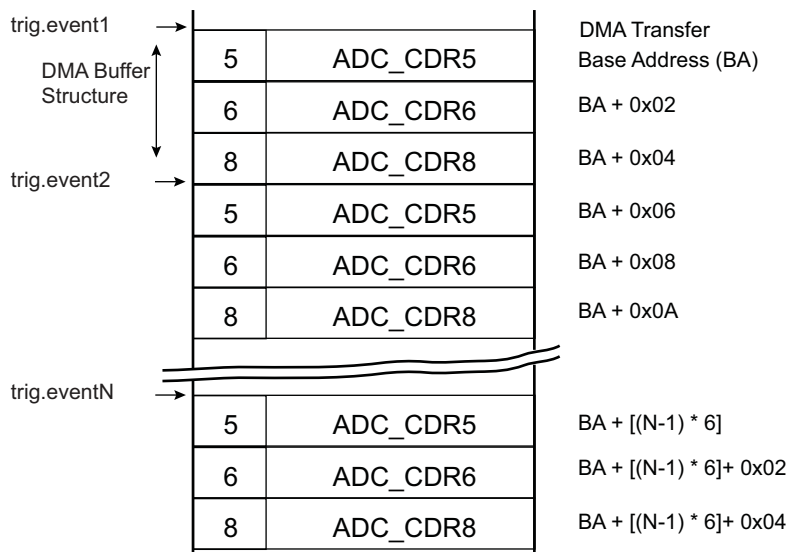 trig.event1
DMA Transfer
5 ADC_CDR5 Base Address (BA)
DMA Buffer
Structure
6 ADC_CDR6 BA + 0x02
8 ADC_CDR8 BA + 0x04
trig.event2
5 ADC_CDR5 BA + 0x06
6 ADC_CDR6 BA + 0x08
8 ADC_CDR8 BA + 0x0A
trig.eventN
5 ADC_CDR5 BA + [(N-1) * 6]
6 ADC_CDR6 BA + [(N-1) * 6]+ 0x02
8 ADC_CDR8 BA + [(N-1) * 6]+ 0x04